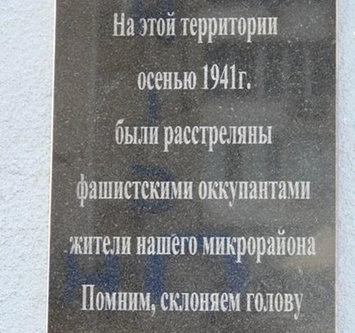 На этой территории
осенью 1941г.
были расстреляны
фашистскими оккупантами
жители нашего микрорайона
Помним, склоняем голову